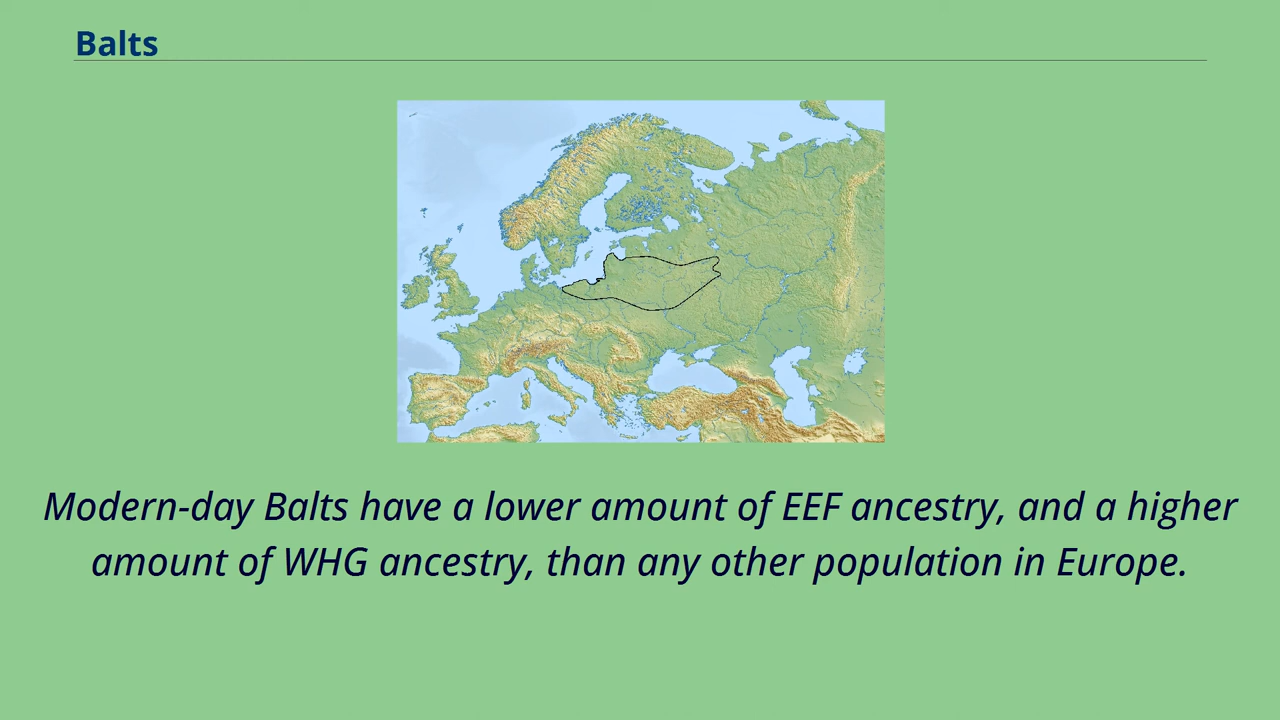 Balts
Modern-day Balts have a lower amount of EEF ancestry, and a higher
amount of WHG ancestry, than any other population in Europe.